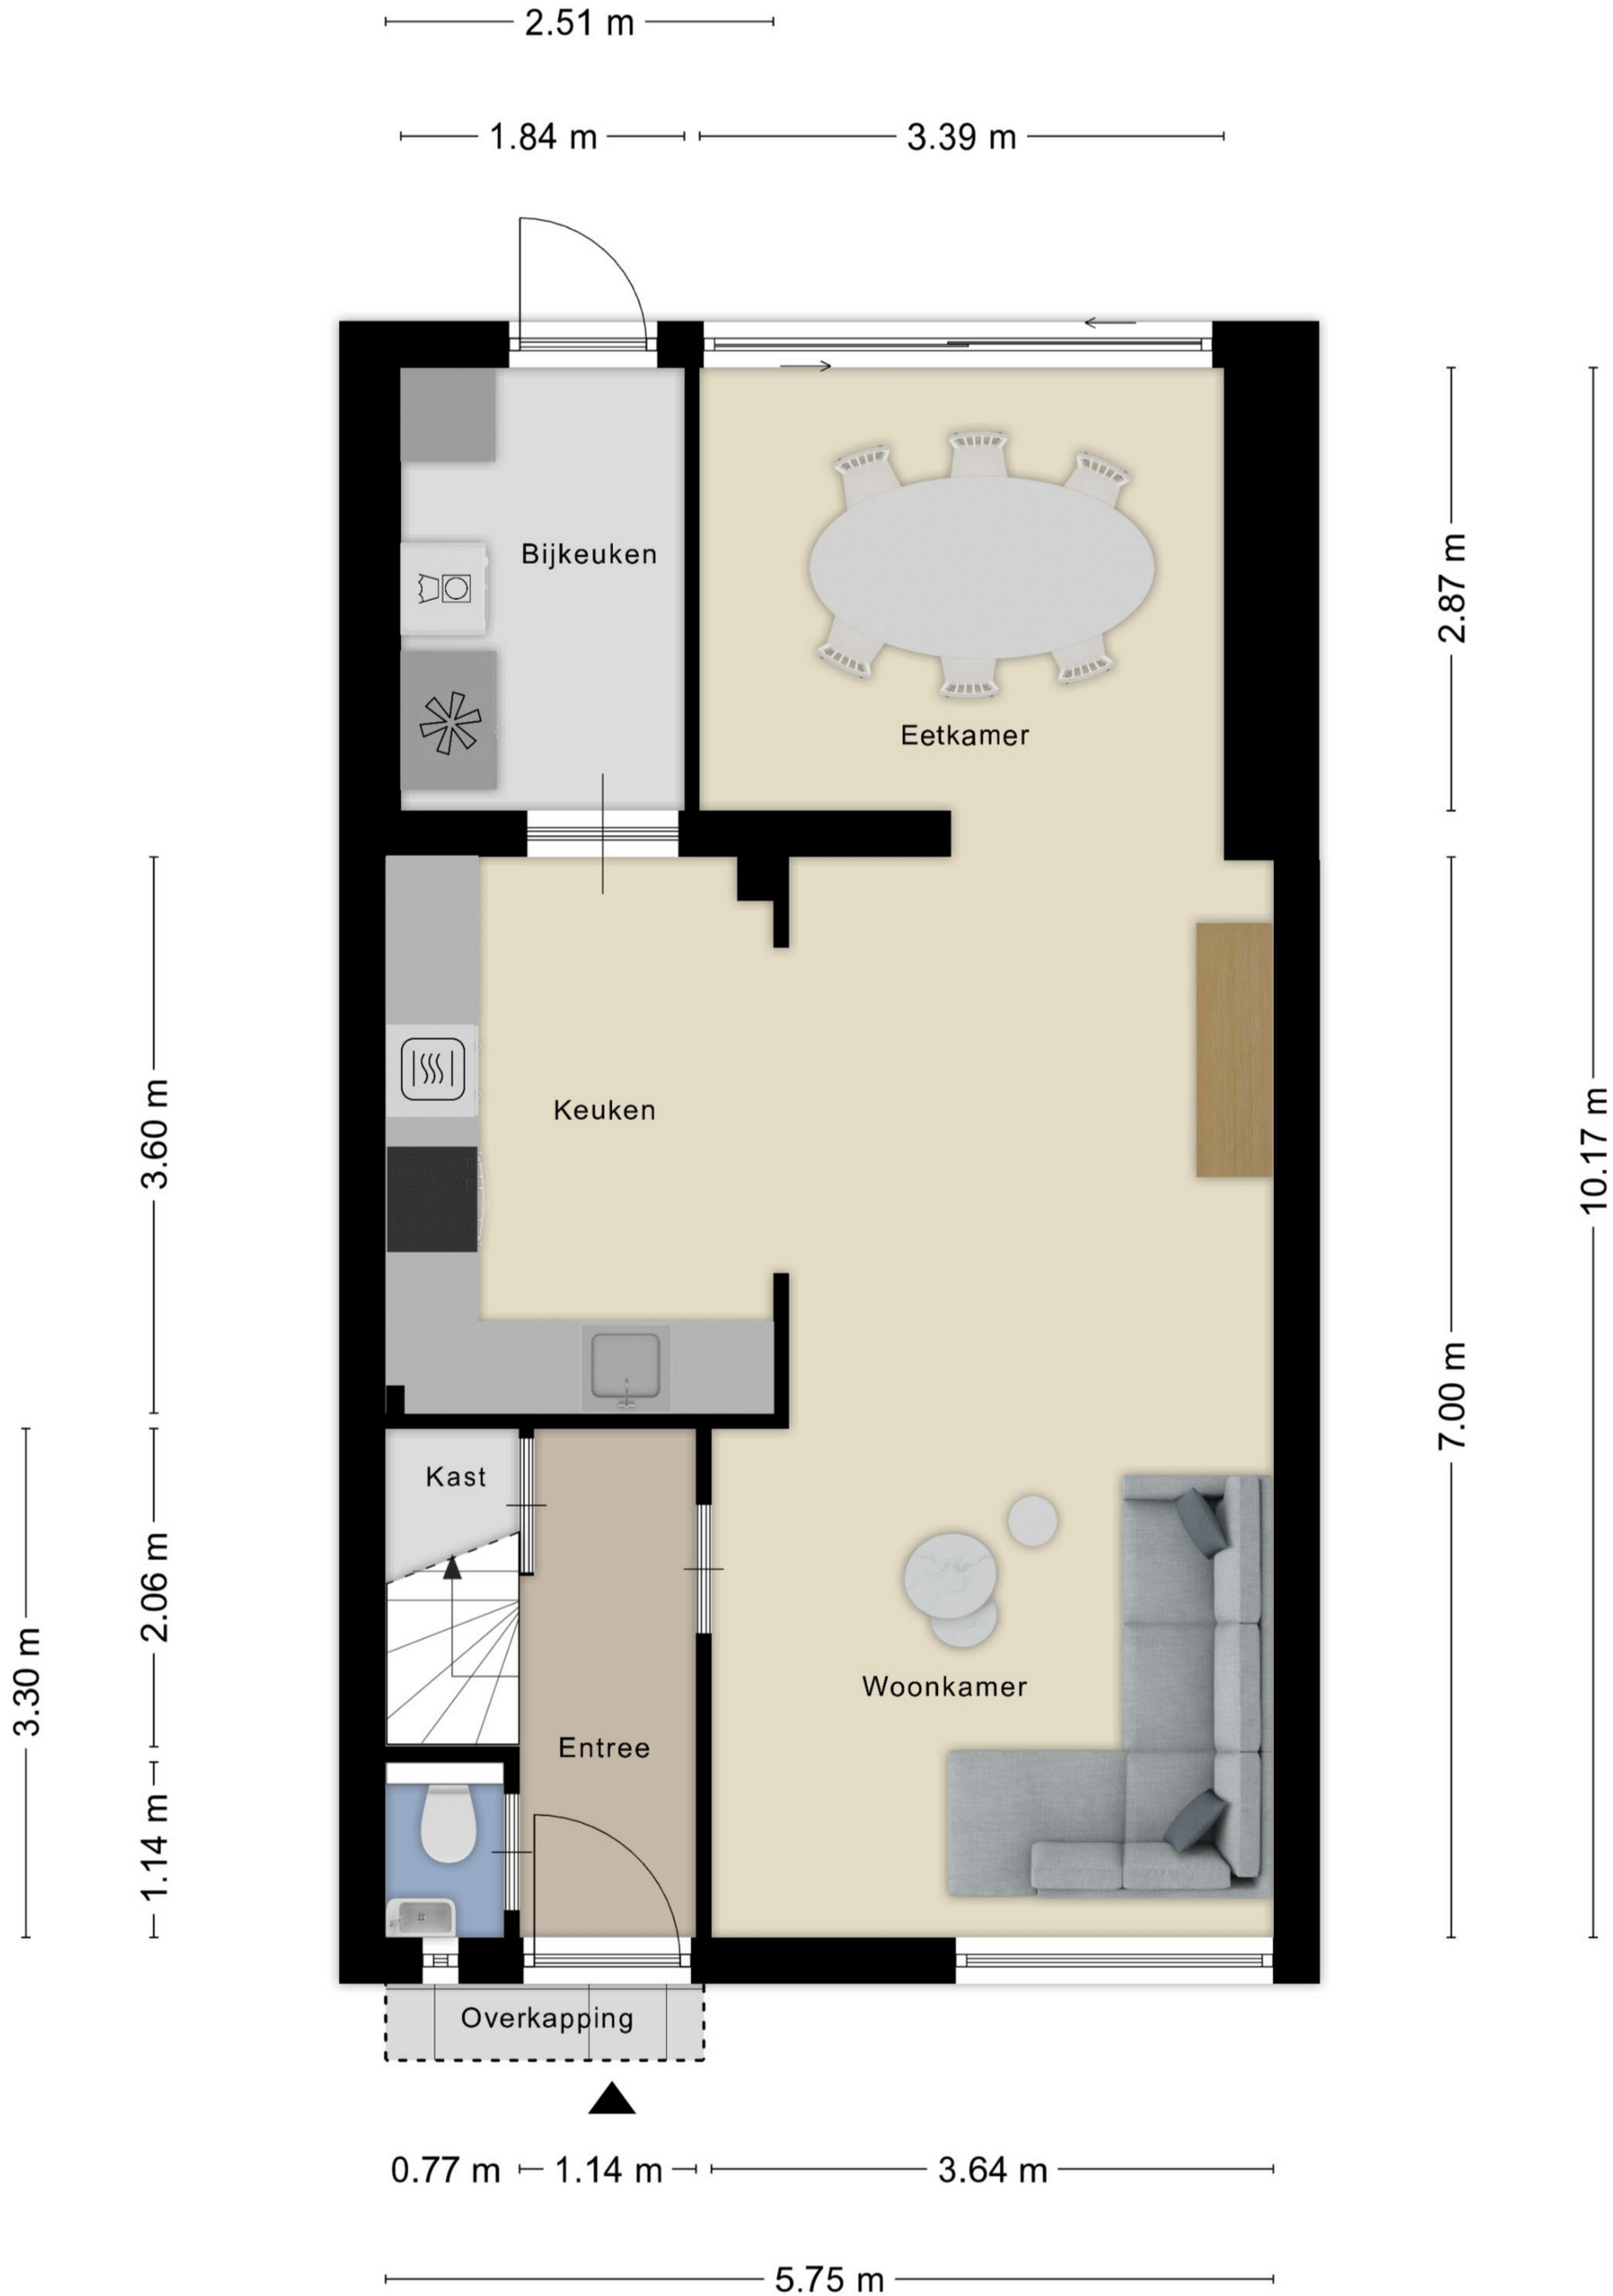 2.51 m
1.84 m
3.39 m
Bijkeuken
2.87 m
Eetkamer
3.60 m
Keuken
10.17 m
7.00 m
Kast
2.06 m
3.30 m
Woonkamer
Entree
1.14 m
Overkapping
0.77 m
1.14 m
3.64 m
5.75 m